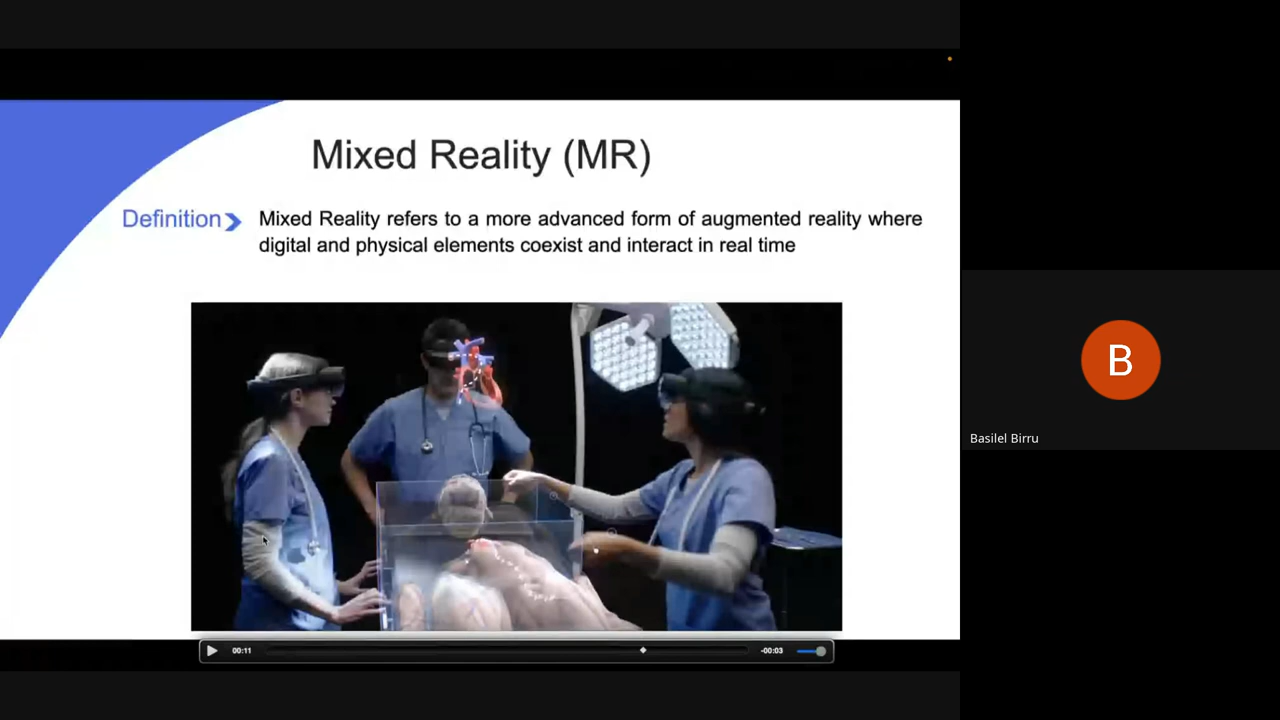 Mixed Reality (MR)
Definition
Mixed Reality refers to a more advanced form of augmented reality where
digital and physical elements coexist and interact in real time
00:11
-00:03
B
Basilel Birru